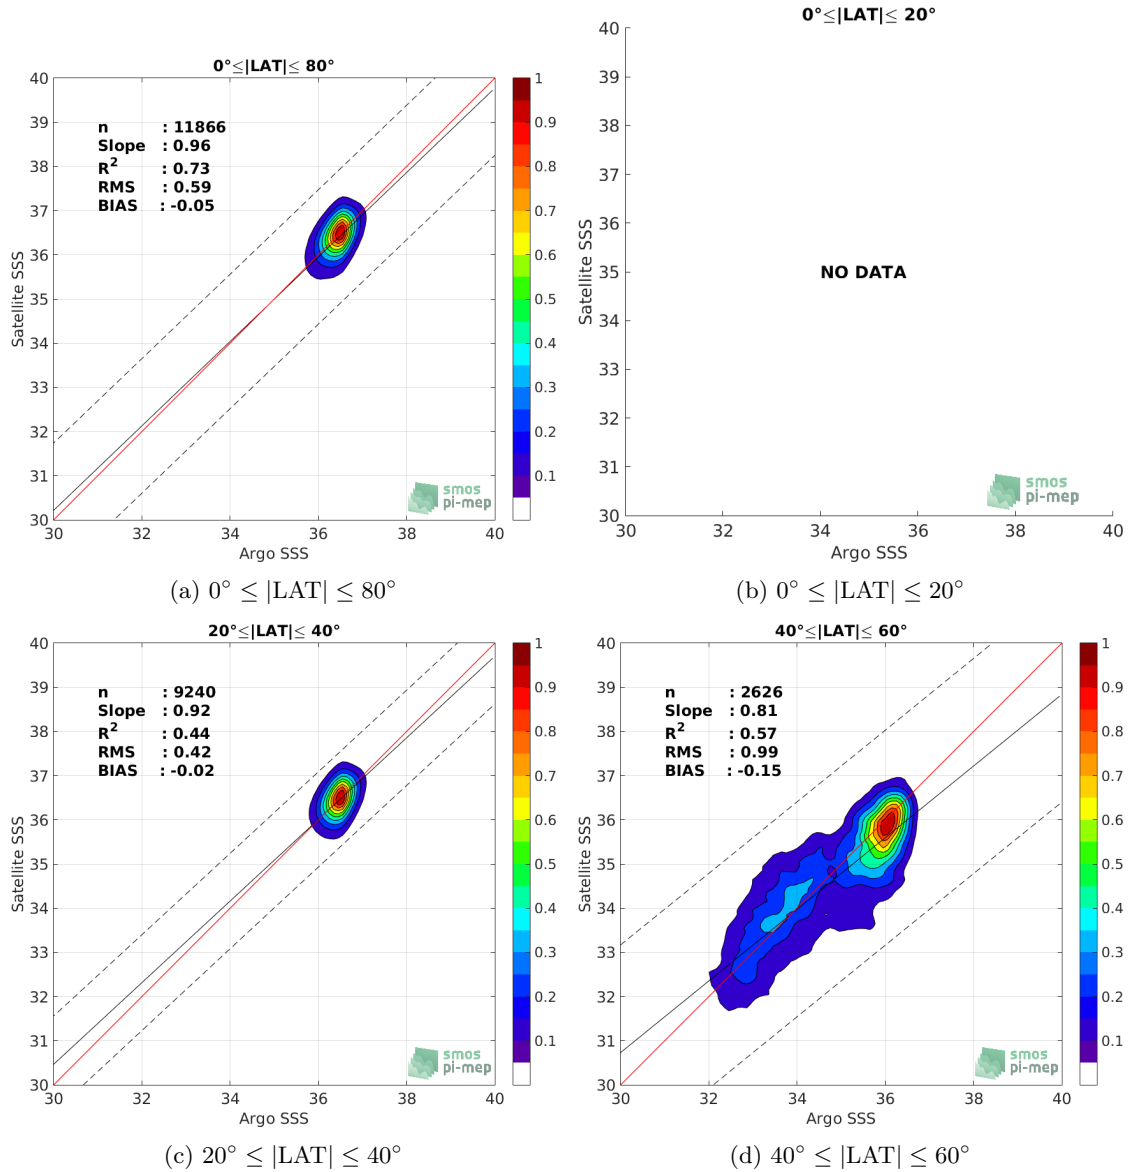 0°≤|LAT|≤ 80°
40
39
38
37
36
35
34
33
32
31
30
Satellite SSS
n : 11866
Slope : 0.96
R² : 0.73
RMS : 0.59
BIAS : -0.05
1
0.9
0.8
0.7
0.6
0.5
0.4
0.3
0.2
0.1
smos
pi-mep
30 32 34 36 38 40
Argo SSS
(a) 0° ≤ |LAT| ≤ 80°
0°≤|LAT|≤ 20°
40
39
38
37
36
35
34
33
32
31
30
Satellite SSS
NO DATA
smos
pi-mep
30 32 34 36 38 40
Argo SSS
(b) 0° ≤ |LAT| ≤ 20°
20°≤|LAT|≤ 40°
40
39
38
37
36
35
34
33
32
31
30
Satellite SSS
n : 9240
Slope : 0.92
R² : 0.44
RMS : 0.42
BIAS : -0.02
1
0.9
0.8
0.7
0.6
0.5
0.4
0.3
0.2
0.1
smos
pi-mep
30 32 34 36 38 40
Argo SSS
(c) 20° ≤ |LAT| ≤ 40°
40°≤|LAT|≤ 60°
40
39
38
37
36
35
34
33
32
31
30
Satellite SSS
n : 2626
Slope : 0.81
R² : 0.57
RMS : 0.99
BIAS : -0.15
1
0.9
0.8
0.7
0.6
0.5
0.4
0.3
0.2
0.1
smos
pi-mep
30 32 34 36 38 40
Argo SSS
(d) 40° ≤ |LAT| ≤ 60°